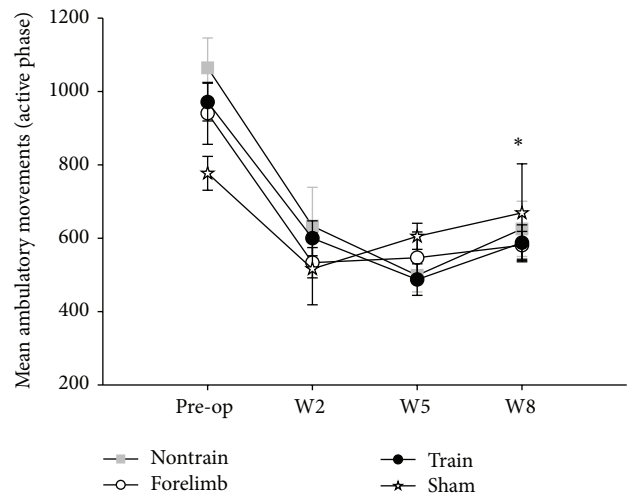 1200
1000
800
600
400
200
Mean ambulatory movements (active phase)
*
Pre-op W2 W5 W8
Nontrain Train
Forelimb Sham